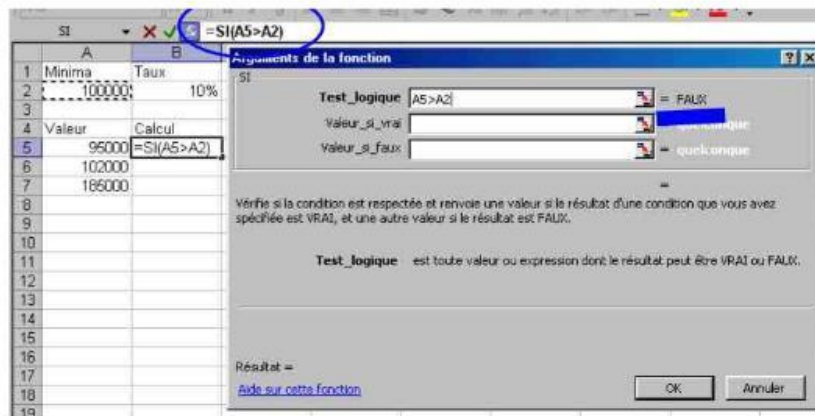 SI =SI(A5>A2)
A B
1 Minima Taux
2 100000 10%
3
4 Valeur Calcul
5 95000 =SI(A5>A2)
6 102000
7 185000
8
9
10
11
12
13
14
15
16
17
18
19
Arguments de la fonction
SI
Test_logique A5>A2 = FAUX
Valeur_si_vrai quelconque
Valeur_si_faux = quelconque
=
Vérifie si la condition est respectée et renvoie une valeur si le résultat d'une condition que vous avez
spécifiée est VRAI, et une autre valeur si le résultat est FAUX.
Test_logique est toute valeur ou expression dont le résultat peut être VRAI ou FAUX.
Résultat =
Aide sur cette fonction
OK Annuler